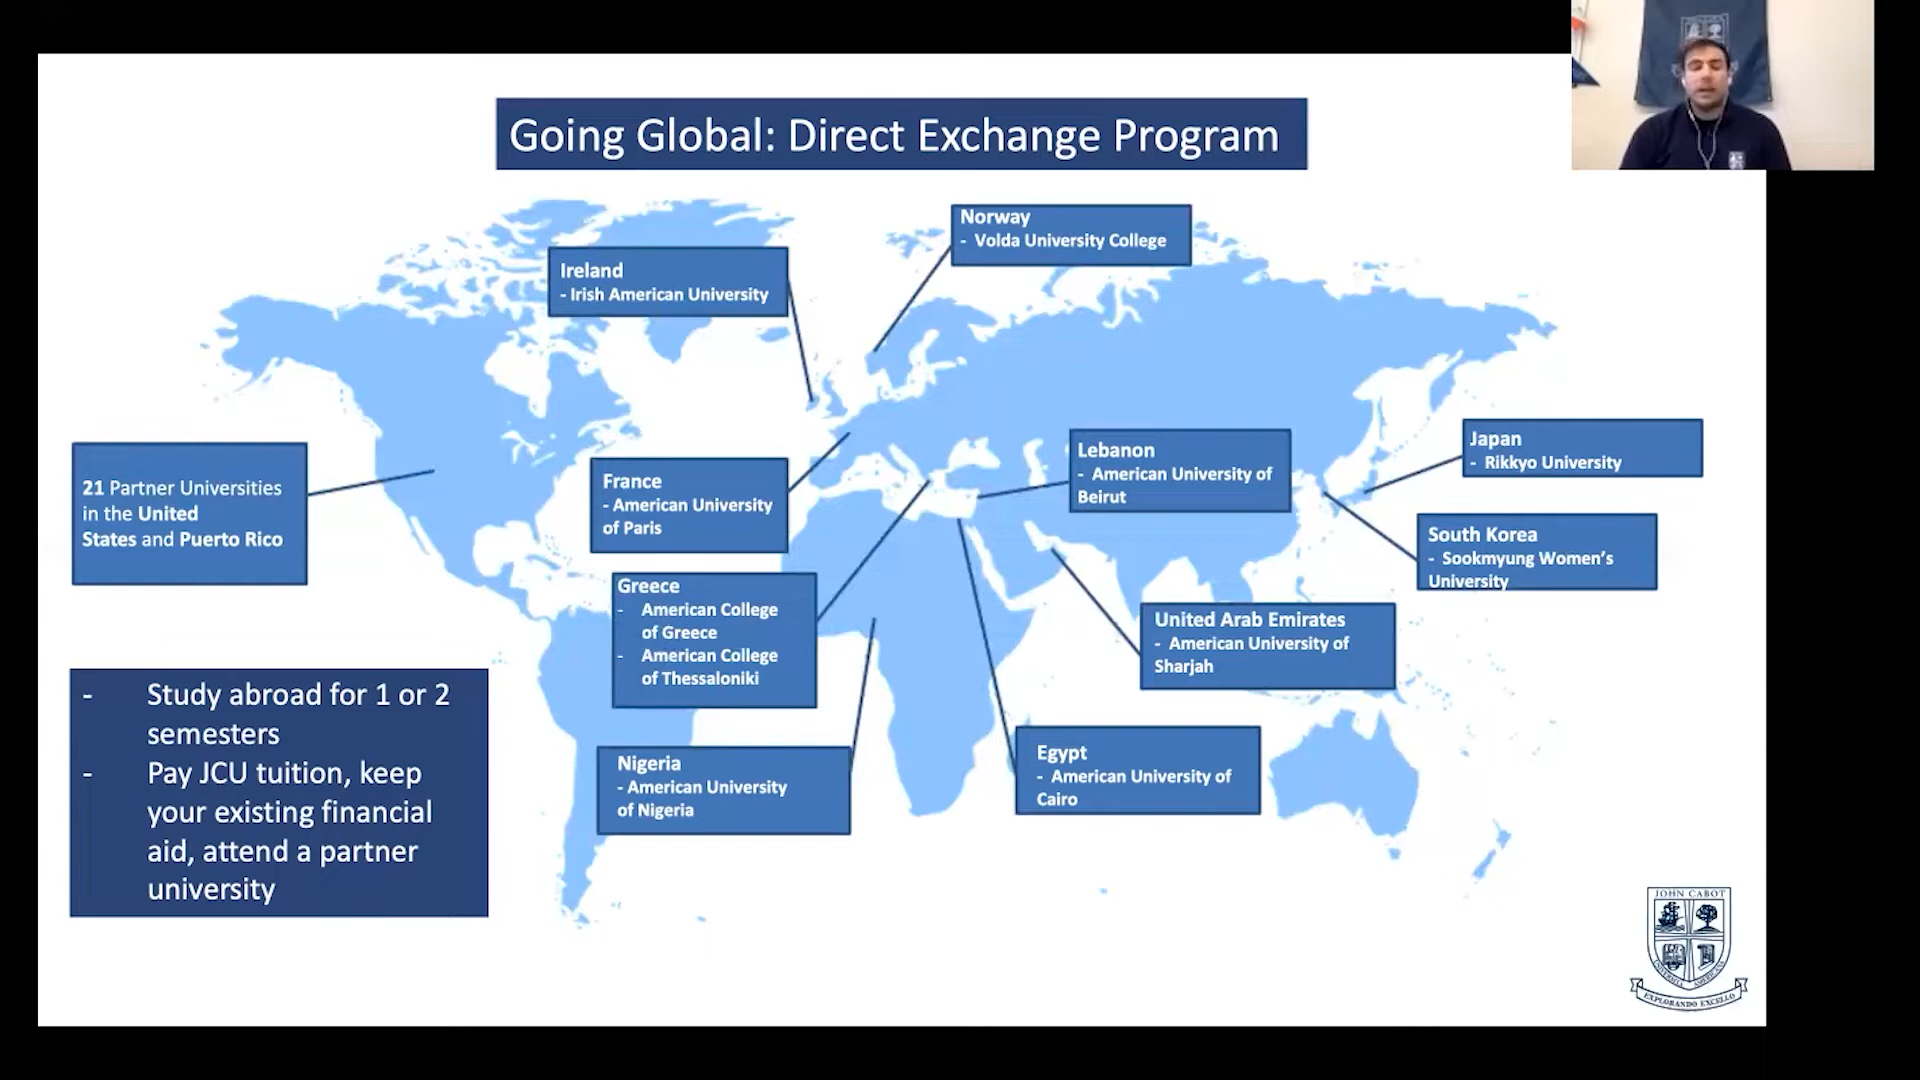 Going Global: Direct Exchange Program
Norway
- Volda University College
Ireland
- Irish American University
Japan
- Rikkyo University
Lebanon
- American University of
Beirut
21 Partner Universities
in the United
States and Puerto Rico
France
- American University
of Paris
South Korea
- Sookmyung Women's
University
Greece
- American College
of Greece
- American College
of Thessaloniki
United Arab Emirates
- American University of
Sharjah
- Study abroad for 1 or 2
semesters
- Pay JCU tuition, keep
your existing financial
aid, attend a partner
university
Nigeria
- American University
of Nigeria
Egypt
- American University of
Cairo
JOHN CABOT
UNIVERSITAS AMERICANA
EXPLORANDO EXCELLO